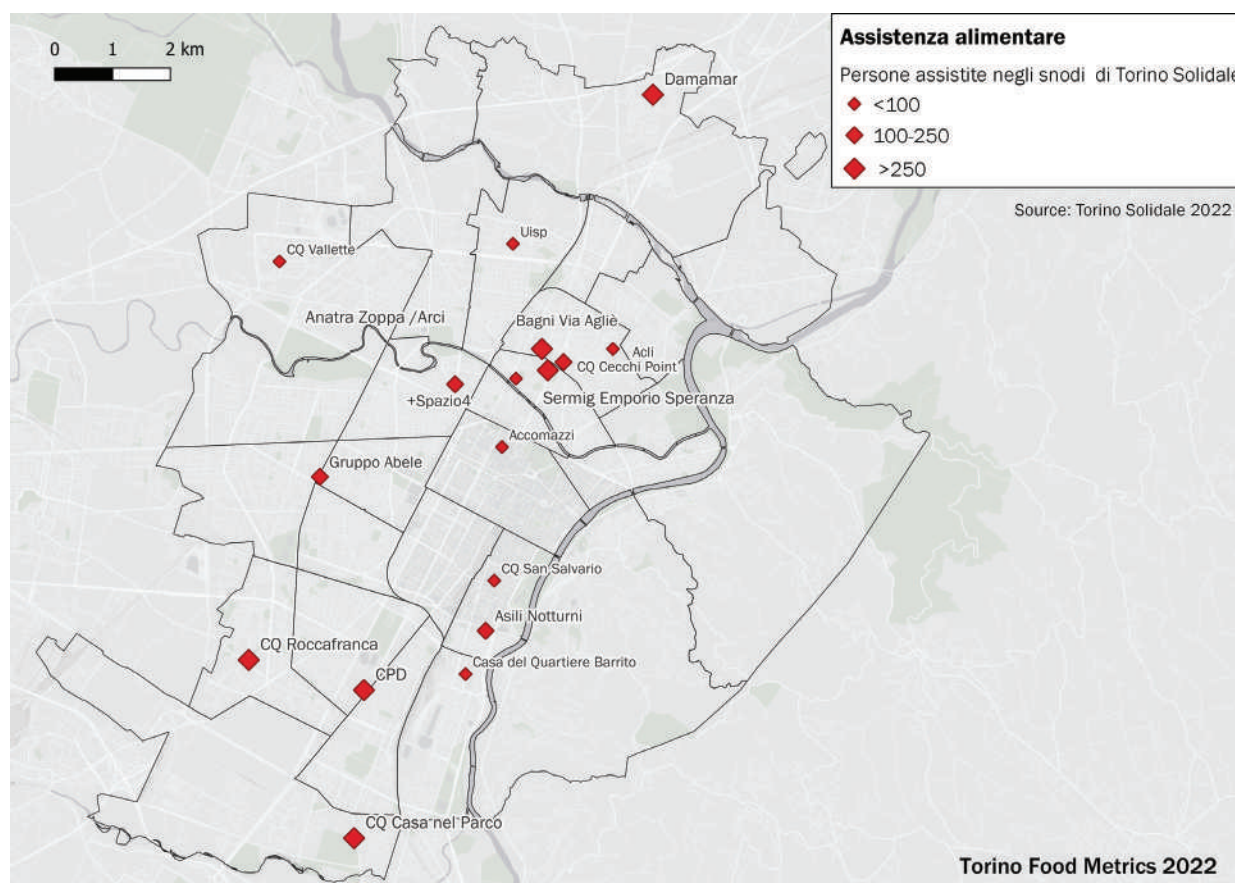 0 1 2 km
Assistenza alimentare
Persone assistite negli snodi di Torino Solidale
<100
100-250
>250
Source: Torino Solidale 2022
Damamar
Uisp
CQ Vallette
Anatra Zoppa /Arci
Bagni Via Agliè
Acli
CQ Cecchi Point
+Spazio4
Sermig Emporio Speranza
Accomazzi
Gruppo Abele
CQ San Salvario
Asili Notturni
CQ Roccafranca
Casa del Quartiere Barrito
CPD
CQ Casa nel Parco
Torino Food Metrics 2022